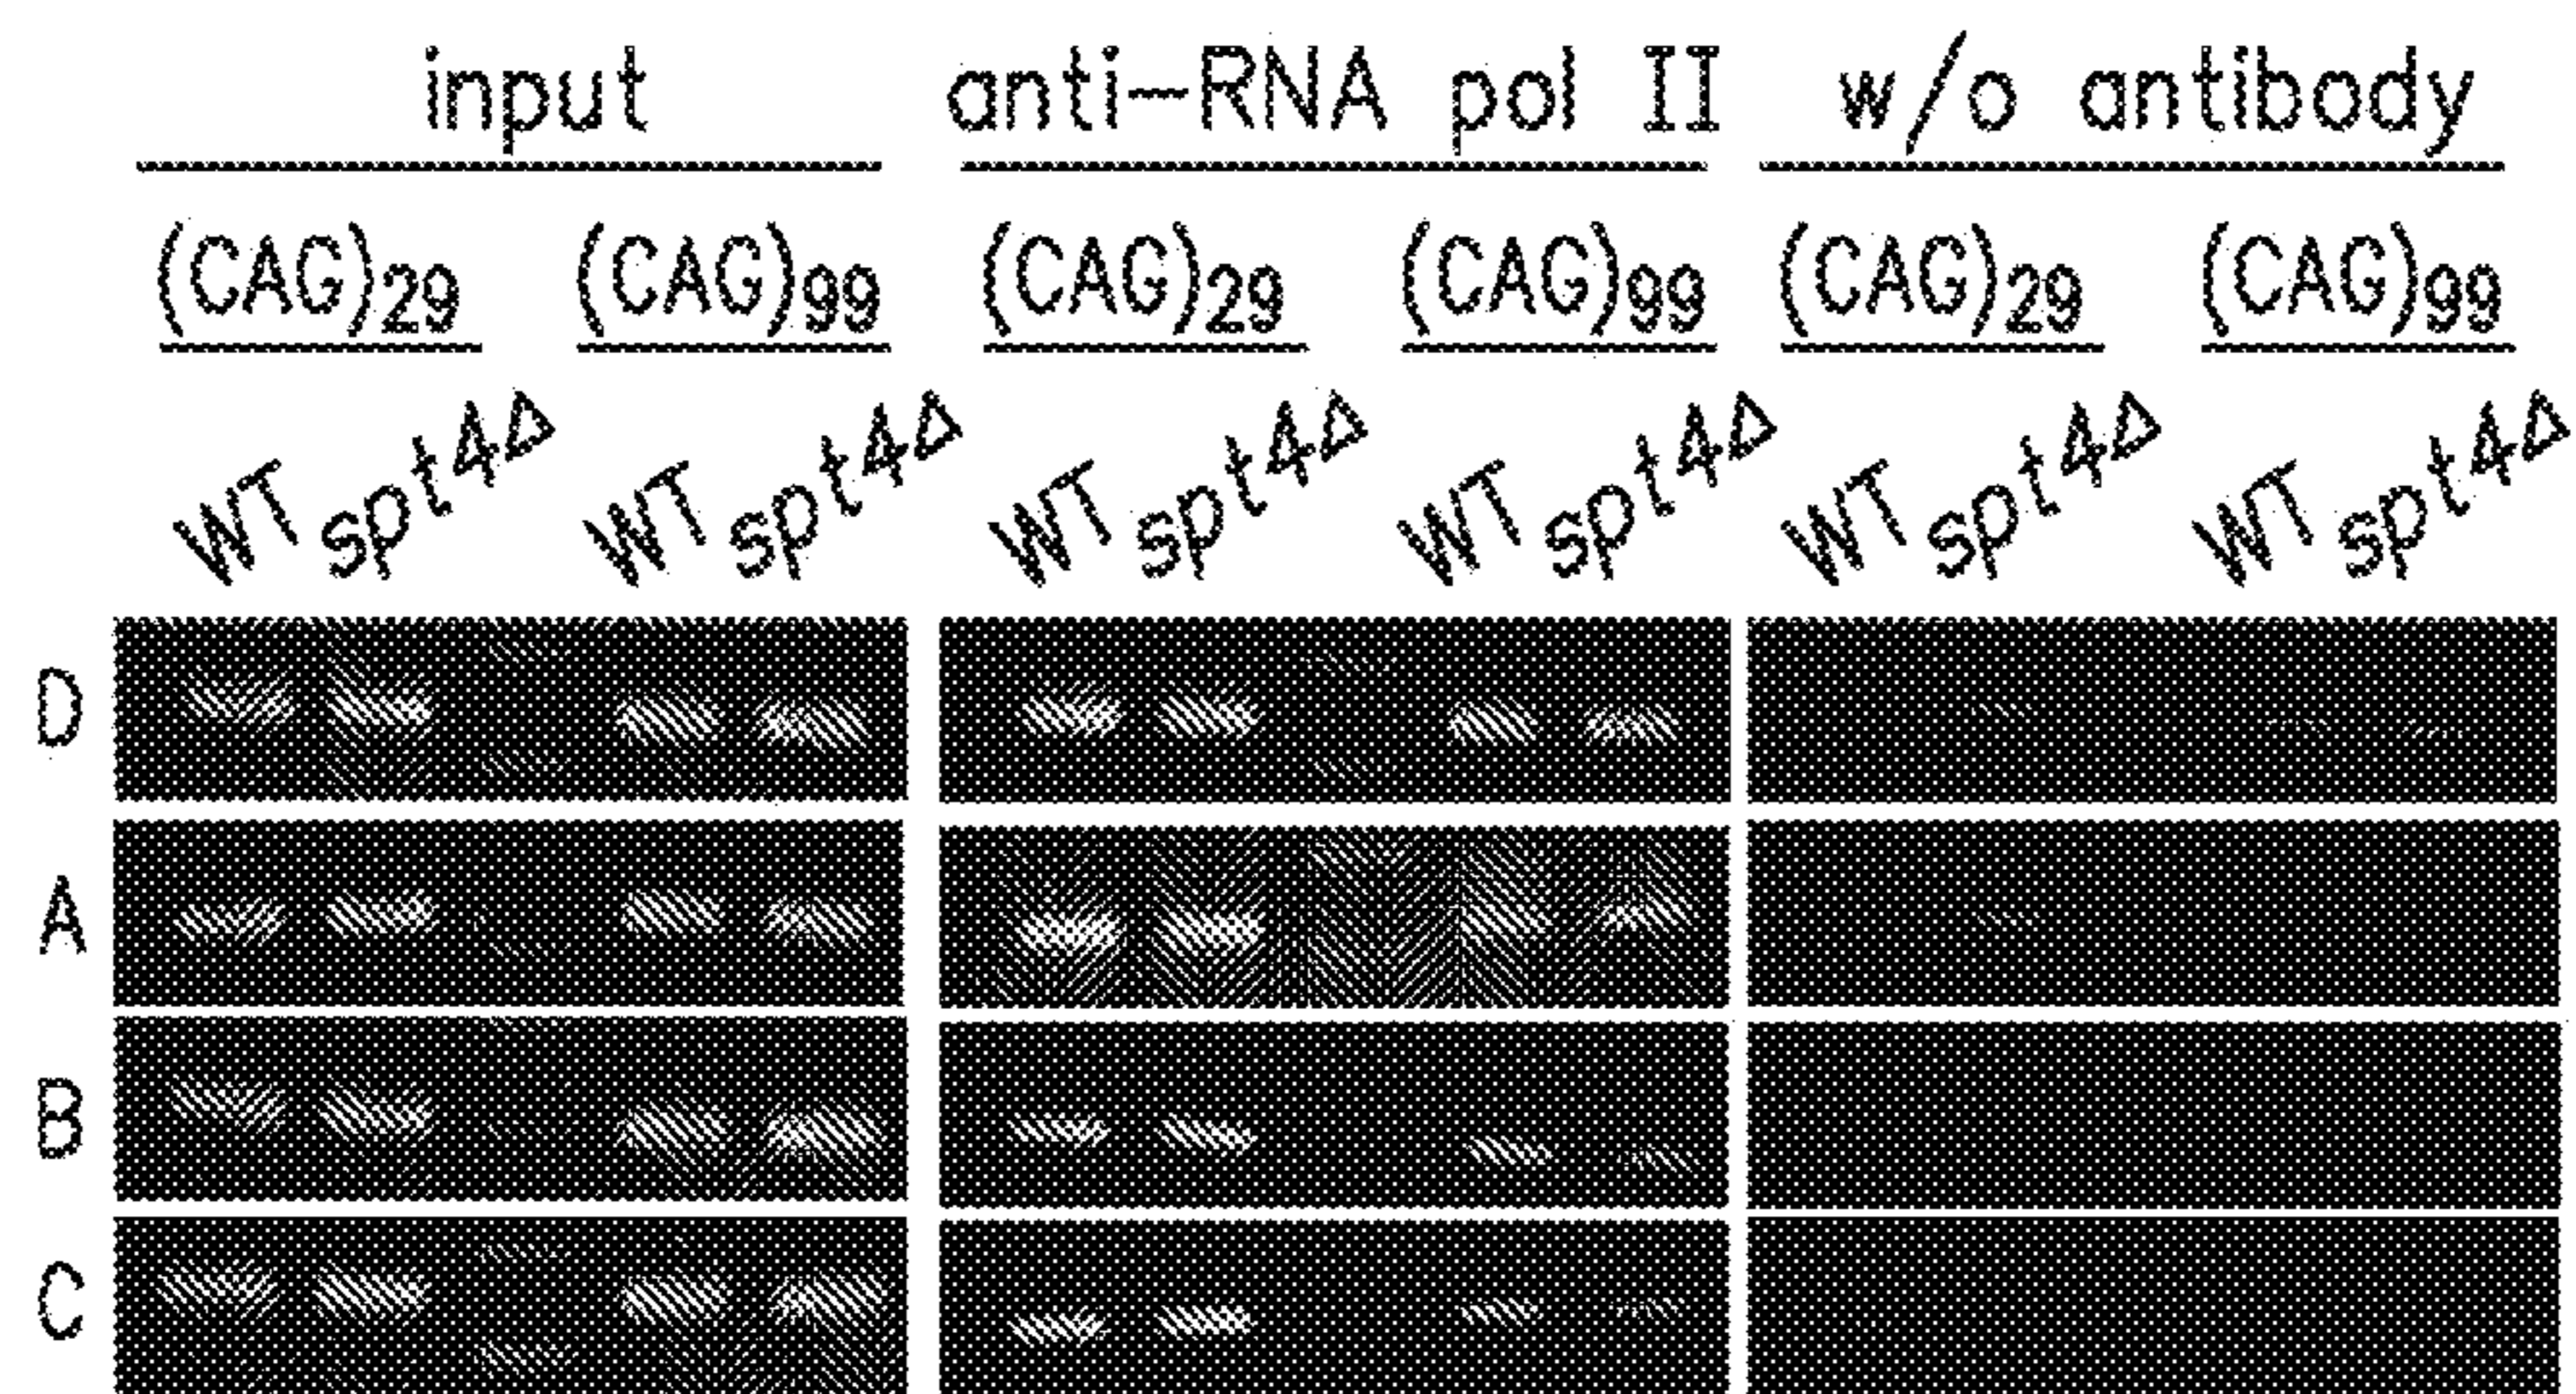 input anti-RNA pol II w/o antibody
(CAG)29 (CAG)99 (CAG)29 (CAG)99 (CAG)29 (CAG)99
WT spt4Δ WT spt4Δ WT spt4Δ WT spt4Δ WT spt4Δ WT spt4Δ
D
A
B
C